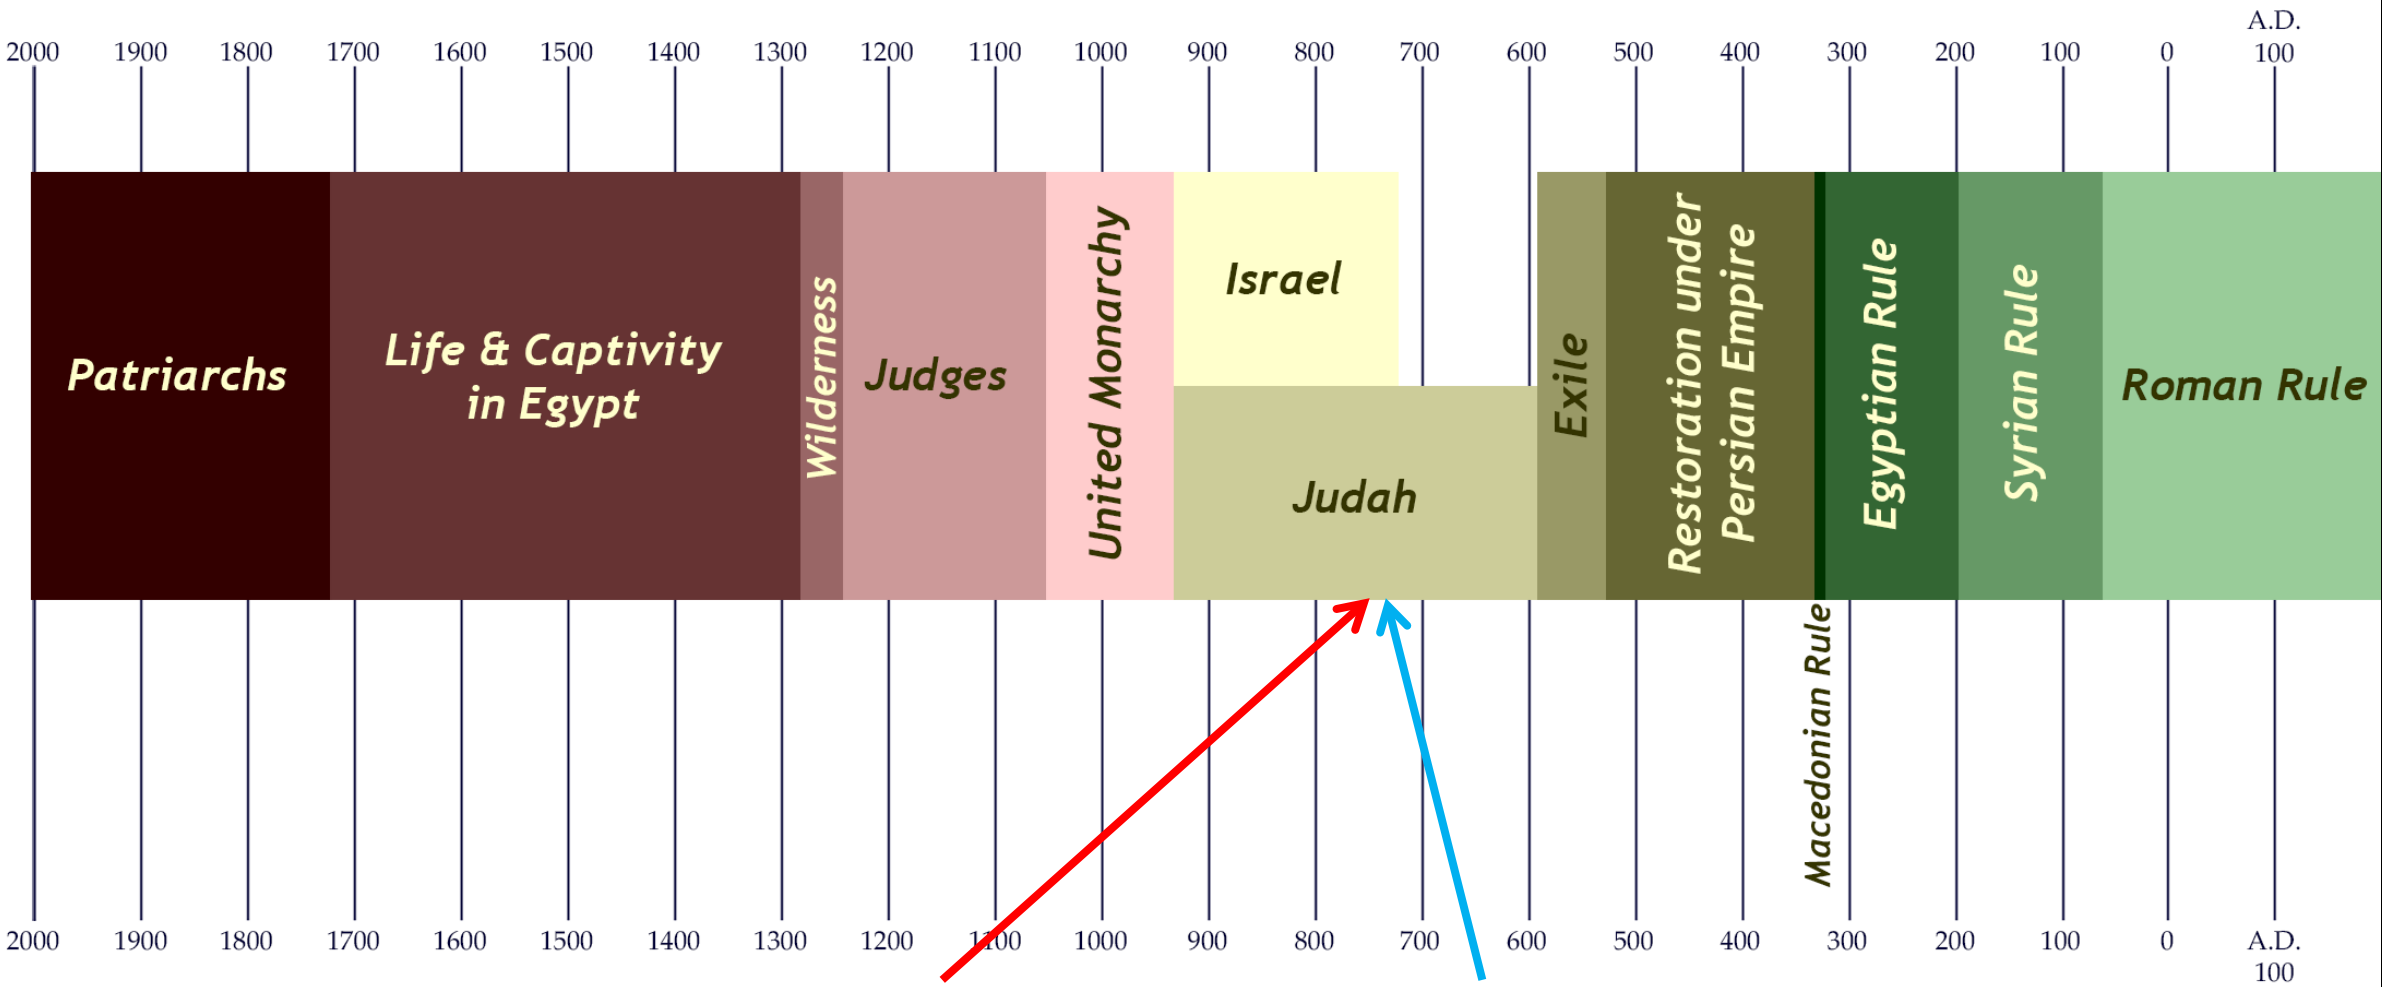 A.D.
2000 1900 1800 1700 1600 1500 1400 1300 1200 1100 1000 900 800 700 600 500 400 300 200 100 0 100
Patriarchs
Life & Captivity
in Egypt
Wilderness
Judges
United Monarchy
Israel
Judah
Exile
Restoration under
Persian Empire
Macedonian Rule
Egyptian Rule
Syrian Rule
Roman Rule
2000 1900 1800 1700 1600 1500 1400 1300 1200 1100 1000 900 800 700 600 500 400 300 200 100 0 A.D.
100